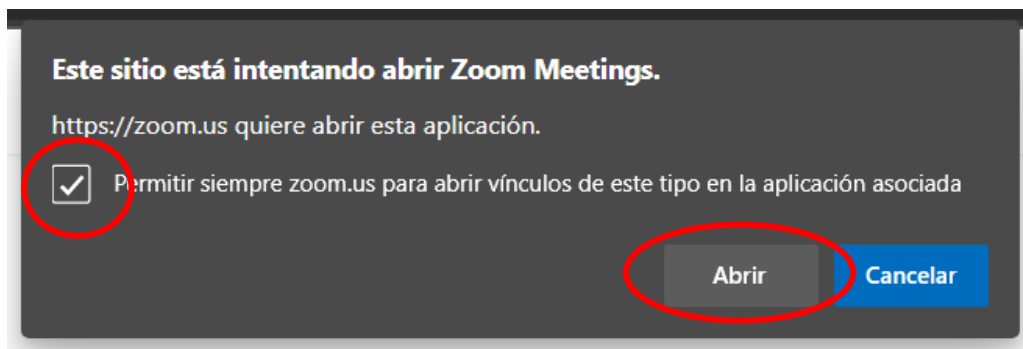 Este sitio está intentando abrir Zoom Meetings.
https://zoom.us quiere abrir esta aplicación.
Permitir siempre zoom.us para abrir vínculos de este tipo en la aplicación asociada
Abrir Cancelar